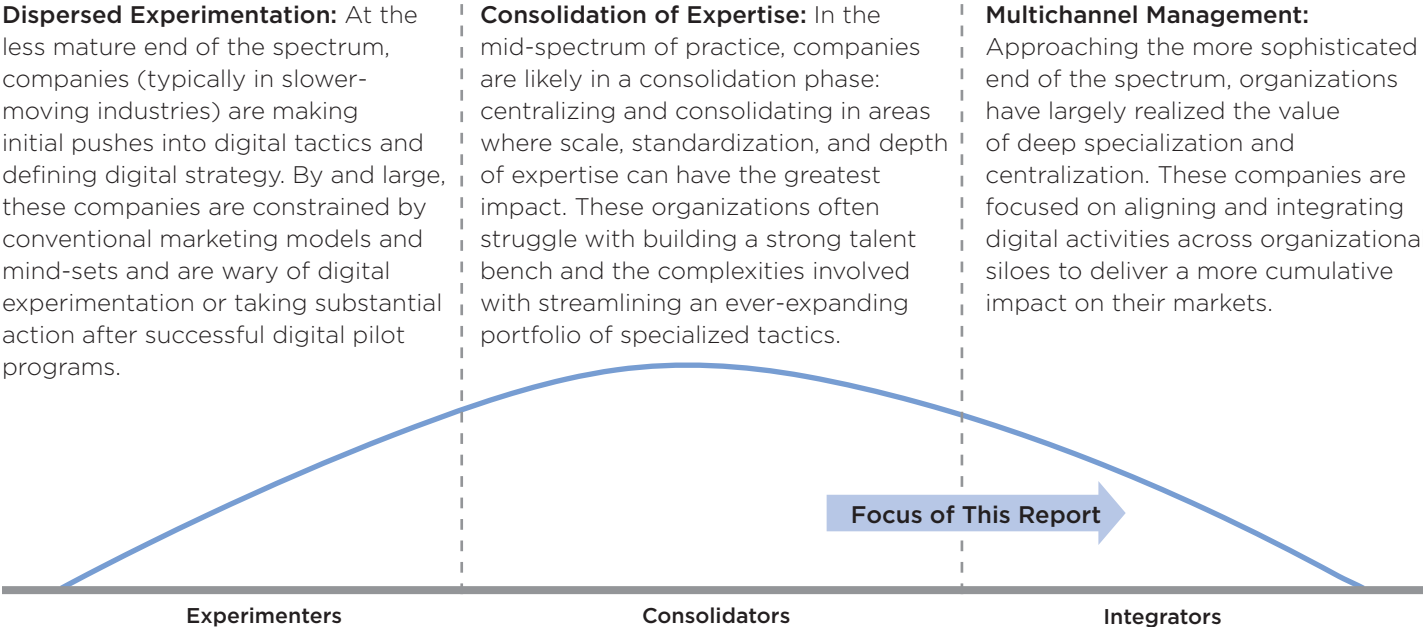 Dispersed Experimentation: At the
less mature end of the spectrum,
companies (typically in slower-
moving industries) are making
initial pushes into digital tactics and
defining digital strategy. By and large,
these companies are constrained by
conventional marketing models and
mind-sets and are wary of digital
experimentation or taking substantial
action after successful digital pilot
programs.
Consolidation of Expertise: In the
mid-spectrum of practice, companies
are likely in a consolidation phase:
centralizing and consolidating in areas
where scale, standardization, and depth
of expertise can have the greatest
impact. These organizations often
struggle with building a strong talent
bench and the complexities involved
with streamlining an ever-expanding
portfolio of specialized tactics.
Multichannel Management:
Approaching the more sophisticated
end of the spectrum, organizations
have largely realized the value
of deep specialization and
centralization. These companies are
focused on aligning and integrating
digital activities across organizationa
siloes to deliver a more cumulative
impact on their markets.
Focus of This Report
Experimenters
Consolidators
Integrators